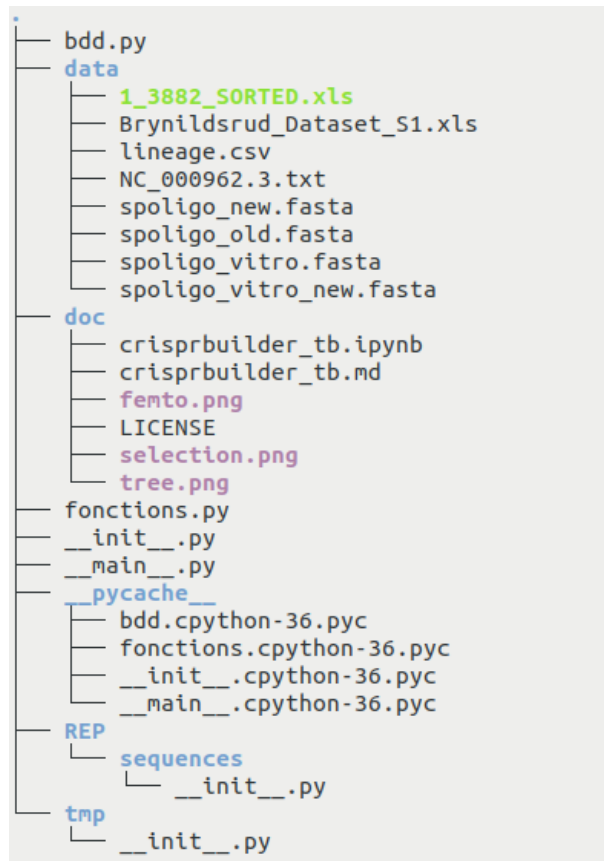 .
bdd.py
data
1_3882_SORTED.xls
Brynildsrud_Dataset_S1.xls
lineage.csv
NC_000962.3.txt
spoligo_new.fasta
spoligo_old.fasta
spoligo_vitro.fasta
spoligo_vitro_new.fasta
doc
crisprbuilder_tb.ipynb
crisprbuilder_tb.md
femto.png
LICENSE
selection.png
tree.png
fonctions.py
__init__.py
__main__.py
__pycache__
bdd.cpython-36.pyc
fonctions.cpython-36.pyc
__init__.cpython-36.pyc
__main__.cpython-36.pyc
REP
sequences
__init__.py
tmp
__init__.py